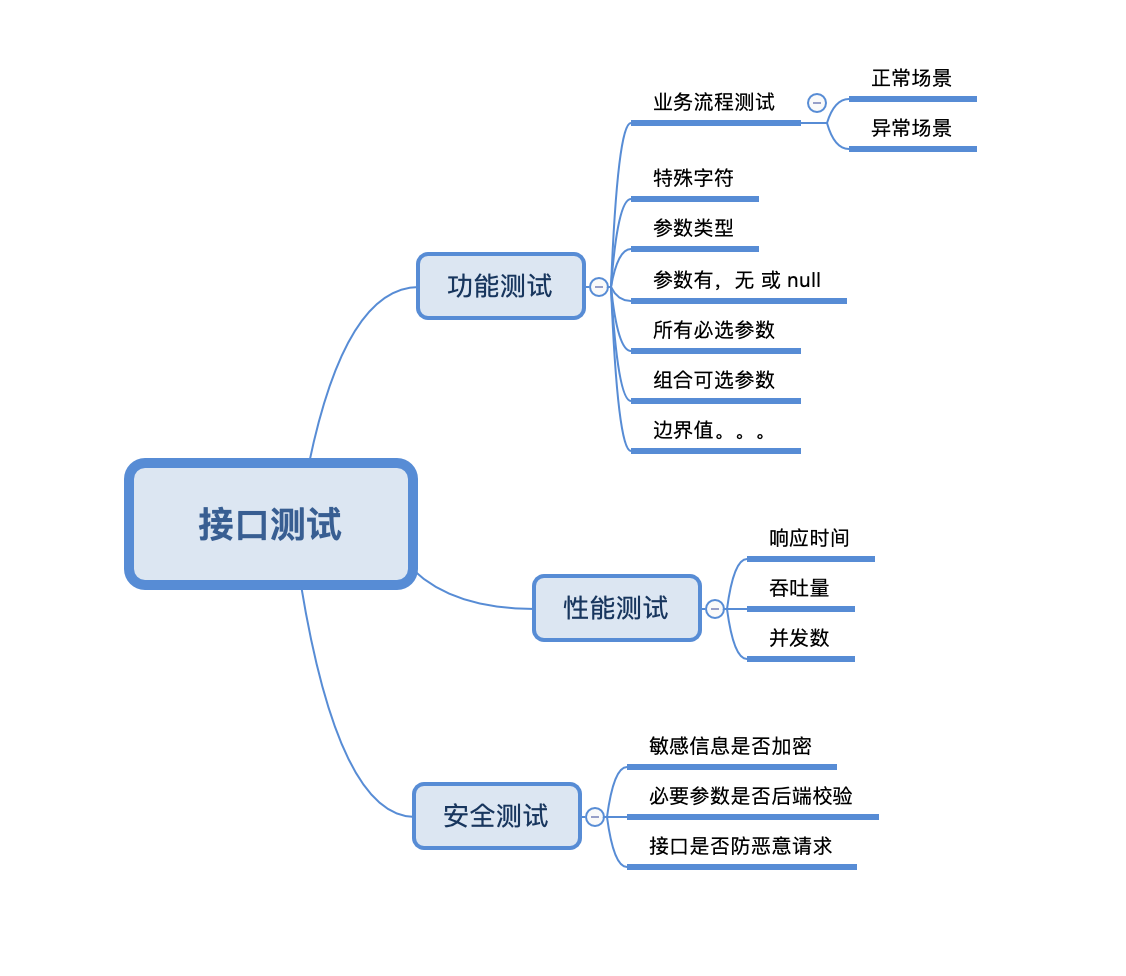 接口测试
功能测试
业务流程测试
正常场景
异常场景
特殊字符
参数类型
参数有，无 或 null
所有必选参数
组合可选参数
边界值。。。
性能测试
响应时间
吞吐量
并发数
安全测试
敏感信息是否加密
必要参数是否后端校验
接口是否防恶意请求